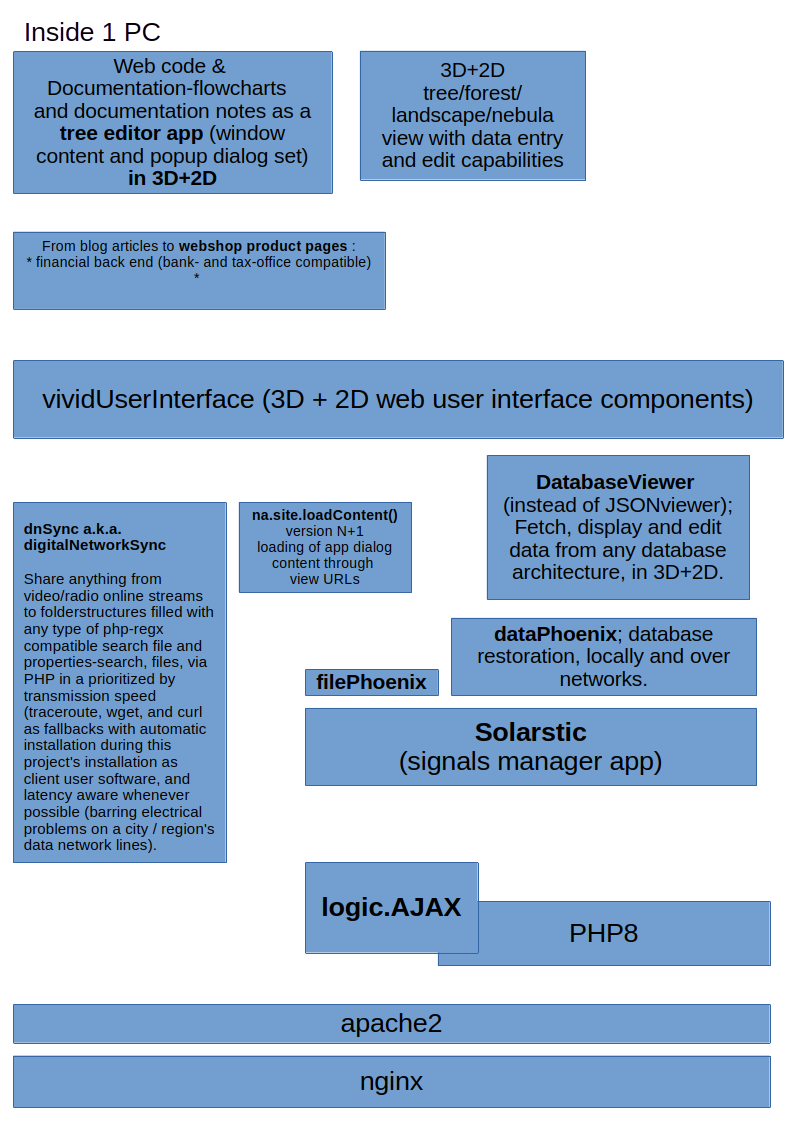 Inside 1 PC
Web code &
Documentation-flowcharts
and documentation notes as a
tree editor app (window
content and popup dialog set)
in 3D+2D
3D+2D
tree/forest/
landscape/nebula
view with data entry
and edit capabilities
From blog articles to webshop product pages :
* financial back end (bank- and tax-office compatible)
*
vividUserInterface (3D + 2D web user interface components)
dnSync a.k.a.
digitalNetworkSync
Share anything from
video/radio online streams
to folderstructures filled with
any type of php-regx
compatible search file and
properties-search, files, via
PHP in a prioritized by
transmission speed
(traceroute, wget, and curl
as fallbacks with automatic
installation during this
project's installation as
client user software, and
latency aware whenever
possible (barring electrical
problems on a city / region's
data network lines).
na.site.loadContent()
version N+1
loading of app dialog
content through
view URLs
DatabaseViewer
(instead of JSONviewer);
Fetch, display and edit
data from any database
architecture, in 3D+2D.
dataPhoenix; database
restoration, locally and over
networks.
filePhoenix
Solarstic
(signals manager app)
logic.AJAX
PHP8
apache2
nginx